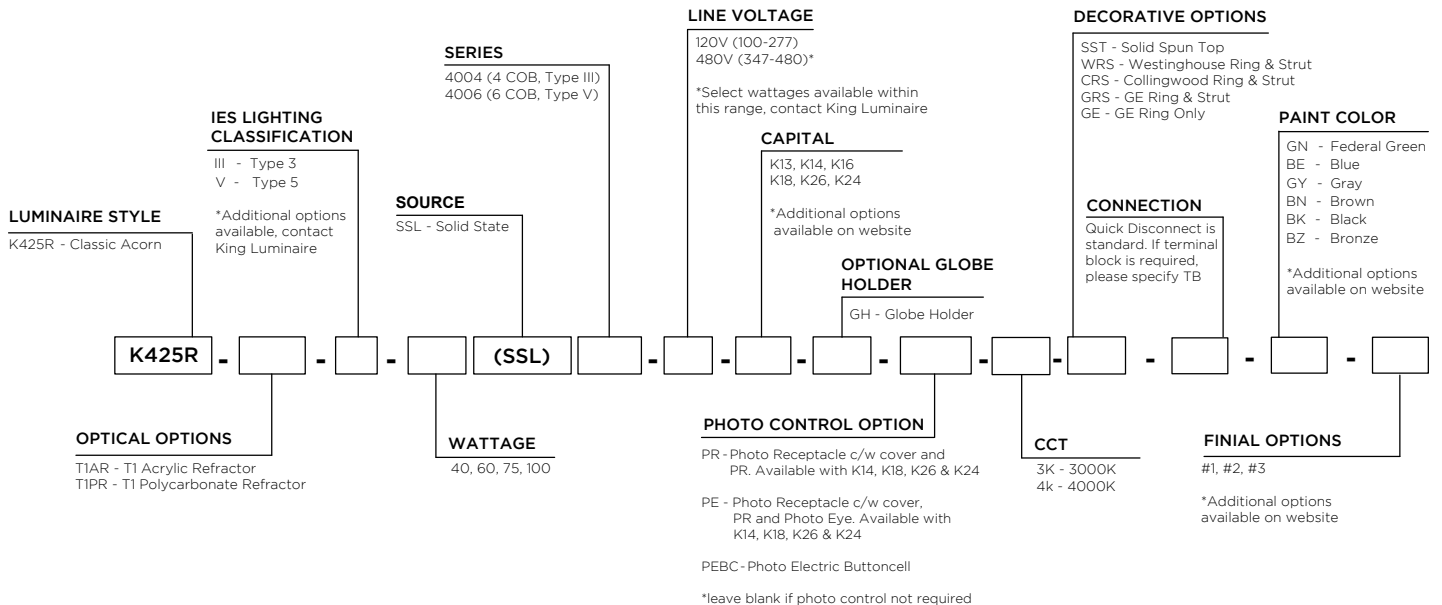 LINE VOLTAGE
120V (100-277)
480V (347-480)*
*Select wattages available within
this range, contact King Luminaire
DECORATIVE OPTIONS
SST - Solid Spun Top
WRS - Westinghouse Ring & Strut
CRS - Collingwood Ring & Strut
GRS - GE Ring & Strut
GE - GE Ring Only
SERIES
4004 (4 COB, Type III)
4006 (6 COB, Type V)
IES LIGHTING
CLASSIFICATION
III - Type 3
V - Type 5
*Additional options
available, contact
King Luminaire
PAINT COLOR
GN - Federal Green
BE - Blue
GY - Gray
BN - Brown
BK - Black
BZ - Bronze
*Additional options
available on website
CAPITAL
K13, K14, K16
K18, K26, K24
*Additional options
available on website
LUMINAIRE STYLE
K425R - Classic Acorn
SOURCE
SSL - Solid State
CONNECTION
Quick Disconnect is
standard. If terminal
block is required,
please specify TB
OPTIONAL GLOBE
HOLDER
GH - Globe Holder
K425R - - - (SSL) - - - - - - - - -
OPTICAL OPTIONS
T1AR - T1 Acrylic Refractor
T1PR - T1 Polycarbonate Refractor
WATTAGE
40, 60, 75, 100
PHOTO CONTROL OPTION
PR - Photo Receptacle c/w cover and
PR. Available with K14, K18, K26 & K24
PE - Photo Receptacle c/w cover,
PR and Photo Eye. Available with
K14, K18, K26 & K24
PEBC - Photo Electric Buttoncell
*leave blank if photo control not required
CCT
3K - 3000K
4k - 4000K
FINIAL OPTIONS
#1, #2, #3
*Additional options
available on website